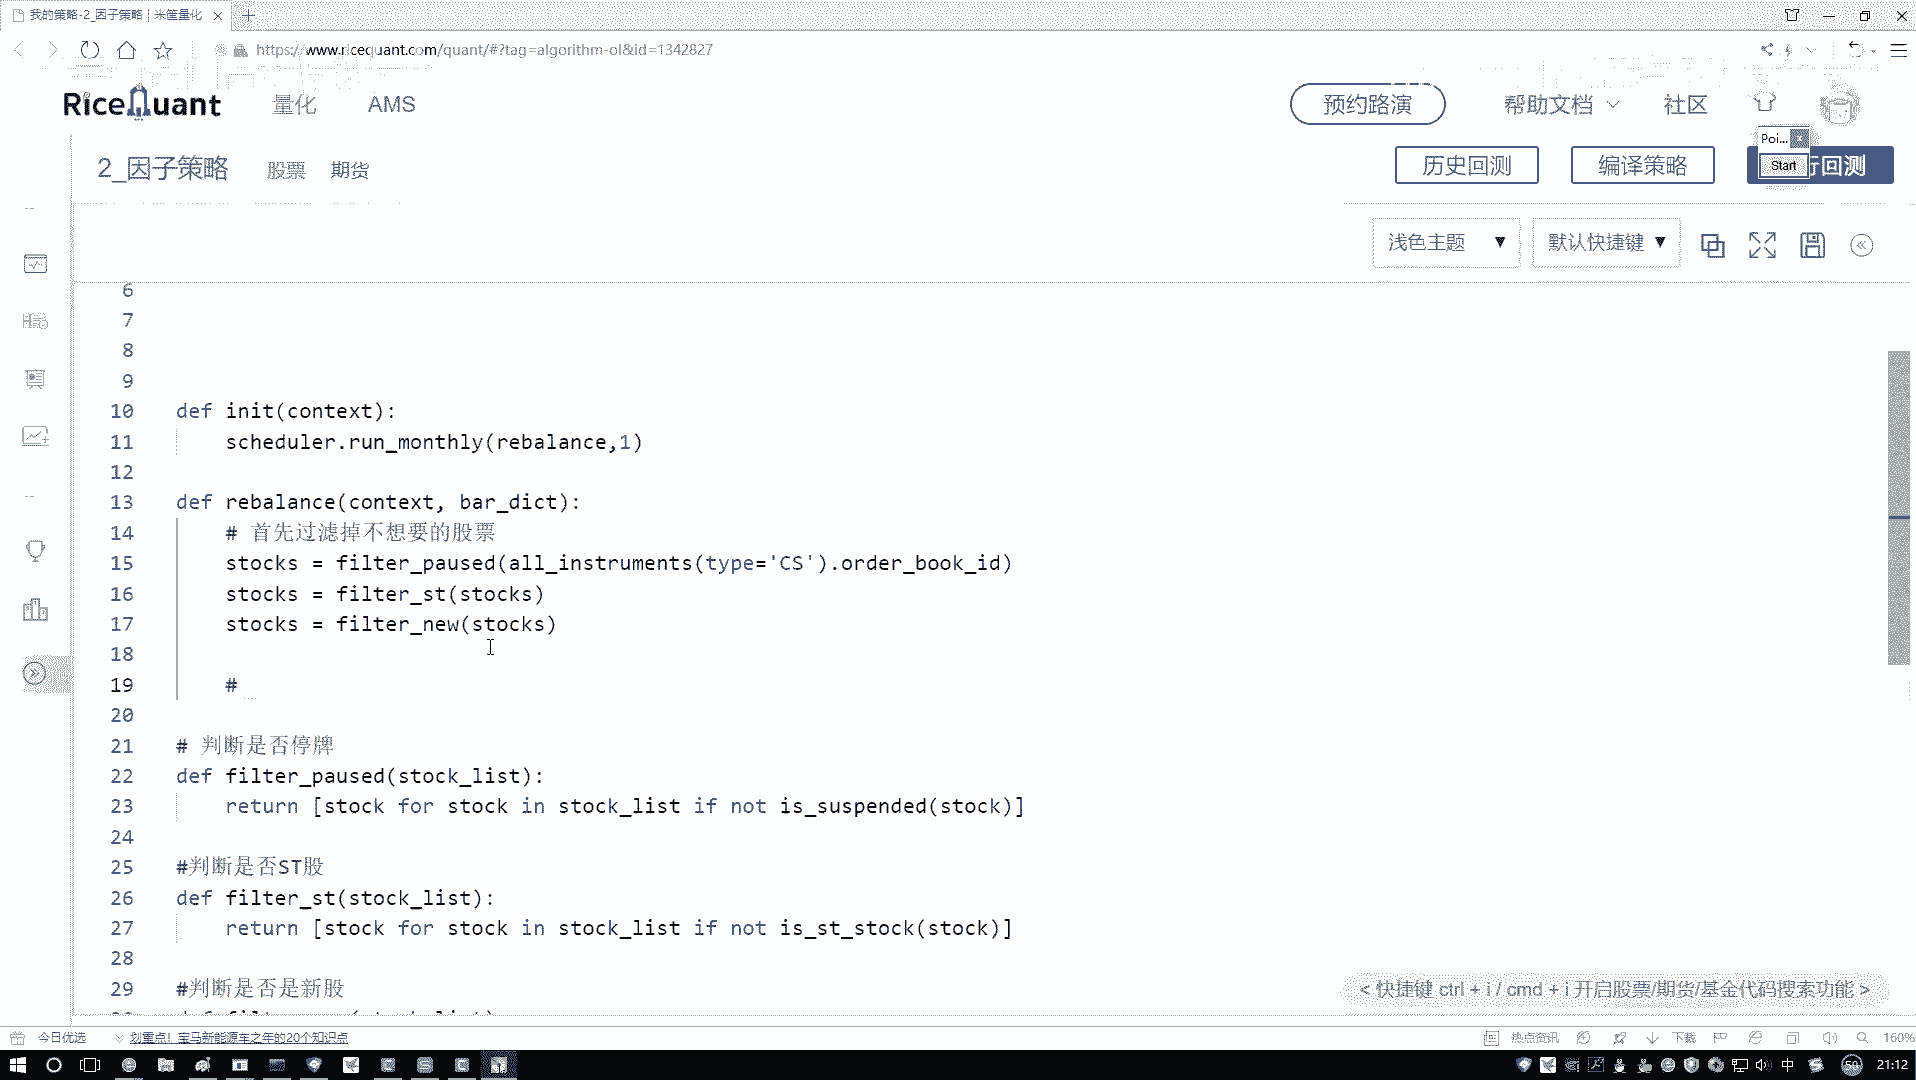 我的策略-2_因子策略 | 米筐量化
https://www.ricequant.com/quant/#?tag=algorithm-ol&id=1342827
RiceQuant 量化 AMS 预约路演 帮助文档 社区
Poi...
2_因子策略 股票 期货 历史回测 编译策略 Start 行回测
浅色主题 ▼ 默认快捷键 ▼
6
7
8
9
10 def init(context):
11 scheduler.run_monthly(rebalance,1)
12
13 def rebalance(context, bar_dict):
14 # 首先过滤掉不想要的股票
15 stocks = filter_paused(all_instruments(type='CS').order_book_id)
16 stocks = filter_st(stocks)
17 stocks = filter_new(stocks)
18
19 #
20
21 # 判断是否停牌
22 def filter_paused(stock_list):
23 return [stock for stock in stock_list if not is_suspended(stock)]
24
25 #判断是否ST股
26 def filter_st(stock_list):
27 return [stock for stock in stock_list if not is_st_stock(stock)]
28
29 #判断是否是新股
< 快捷键 ctrl + i / cmd + i 开启股票/期货/基金代码搜索功能 >
今日优选 划重点！宝马新能源车之年的20个知识点 热点资讯 下载 160%
中 50 21:12